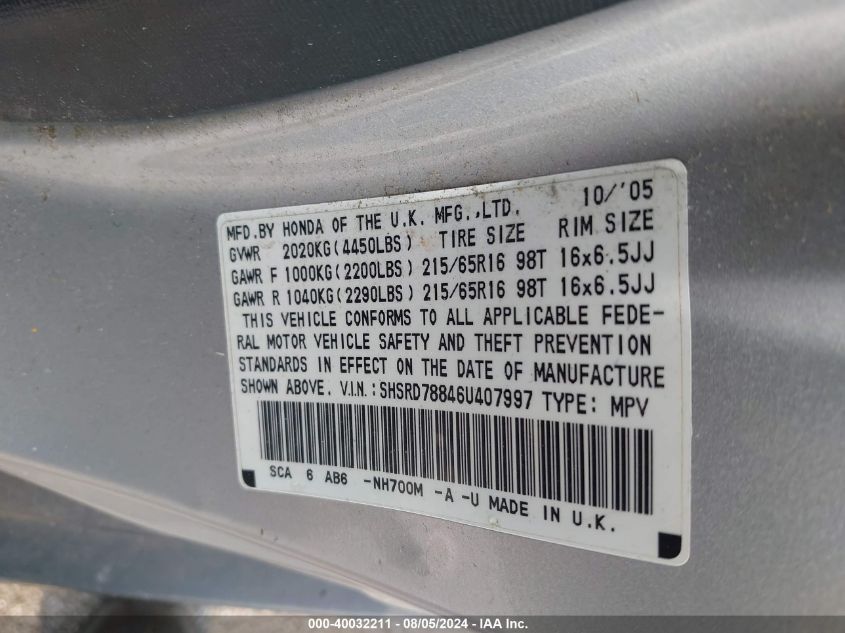 MFD.BY HONDA OF THE U.K. MFG.,LTD. 10/'05
GVWR 2020KG(4450LBS) TIRE SIZE RIM SIZE
GAWR F 1000KG(2200LBS) 215/65R16 98T 16x6.5JJ
GAWR R 1040KG(2290LBS) 215/65R16 98T 16x6.5JJ
THIS VEHICLE CONFORMS TO ALL APPLICABLE FEDE-
RAL MOTOR VEHICLE SAFETY AND THEFT PREVENTION
STANDARDS IN EFFECT ON THE DATE OF MANUFACTURE
SHOWN ABOVE. V.I.N.:SHSRD78846U407997 TYPE: MPV
SCA 6 AB6 -NH700M -A -U MADE IN U.K.
000-40032211 - 08/05/2024 - IAA Inc.